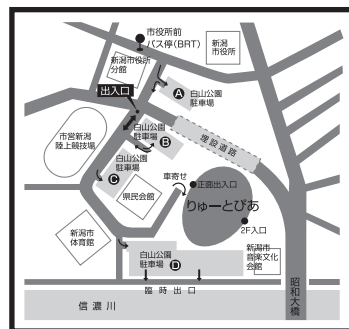 市役所前
バス停(BRT)
新潟
市役所
新潟市役所
分館
出入口
A
白山公園
駐車場
市営新潟
陸上競技場
白山公園
駐車場
B
埋設道路
白山公園
駐車場
C
車寄せ
正面出入口
県民会館
りゅーとぴあ
2F入口
新潟市
体育館
白山公園
駐車場
D
新潟市
音楽文化
会館
臨時出口
信濃川
昭和大橋